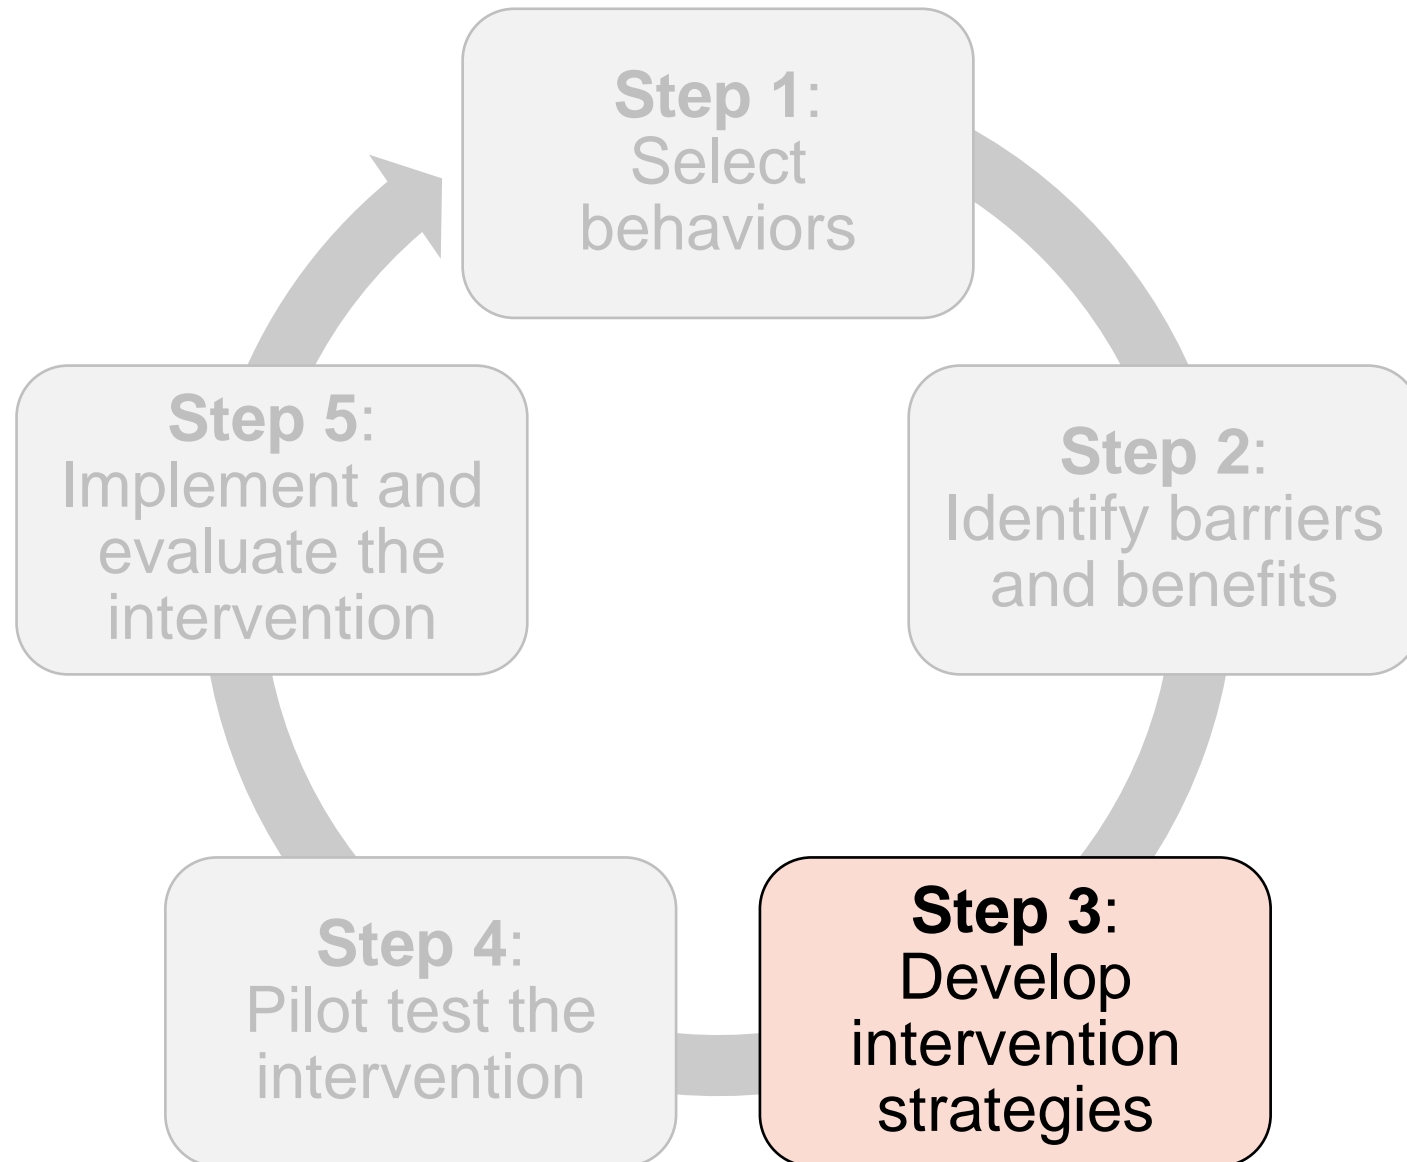 Step 1:
Select
behaviors
Step 2:
Identify barriers
and benefits
Step 3:
Develop
intervention
strategies
Step 4:
Pilot test the
intervention
Step 5:
Implement and
evaluate the
intervention